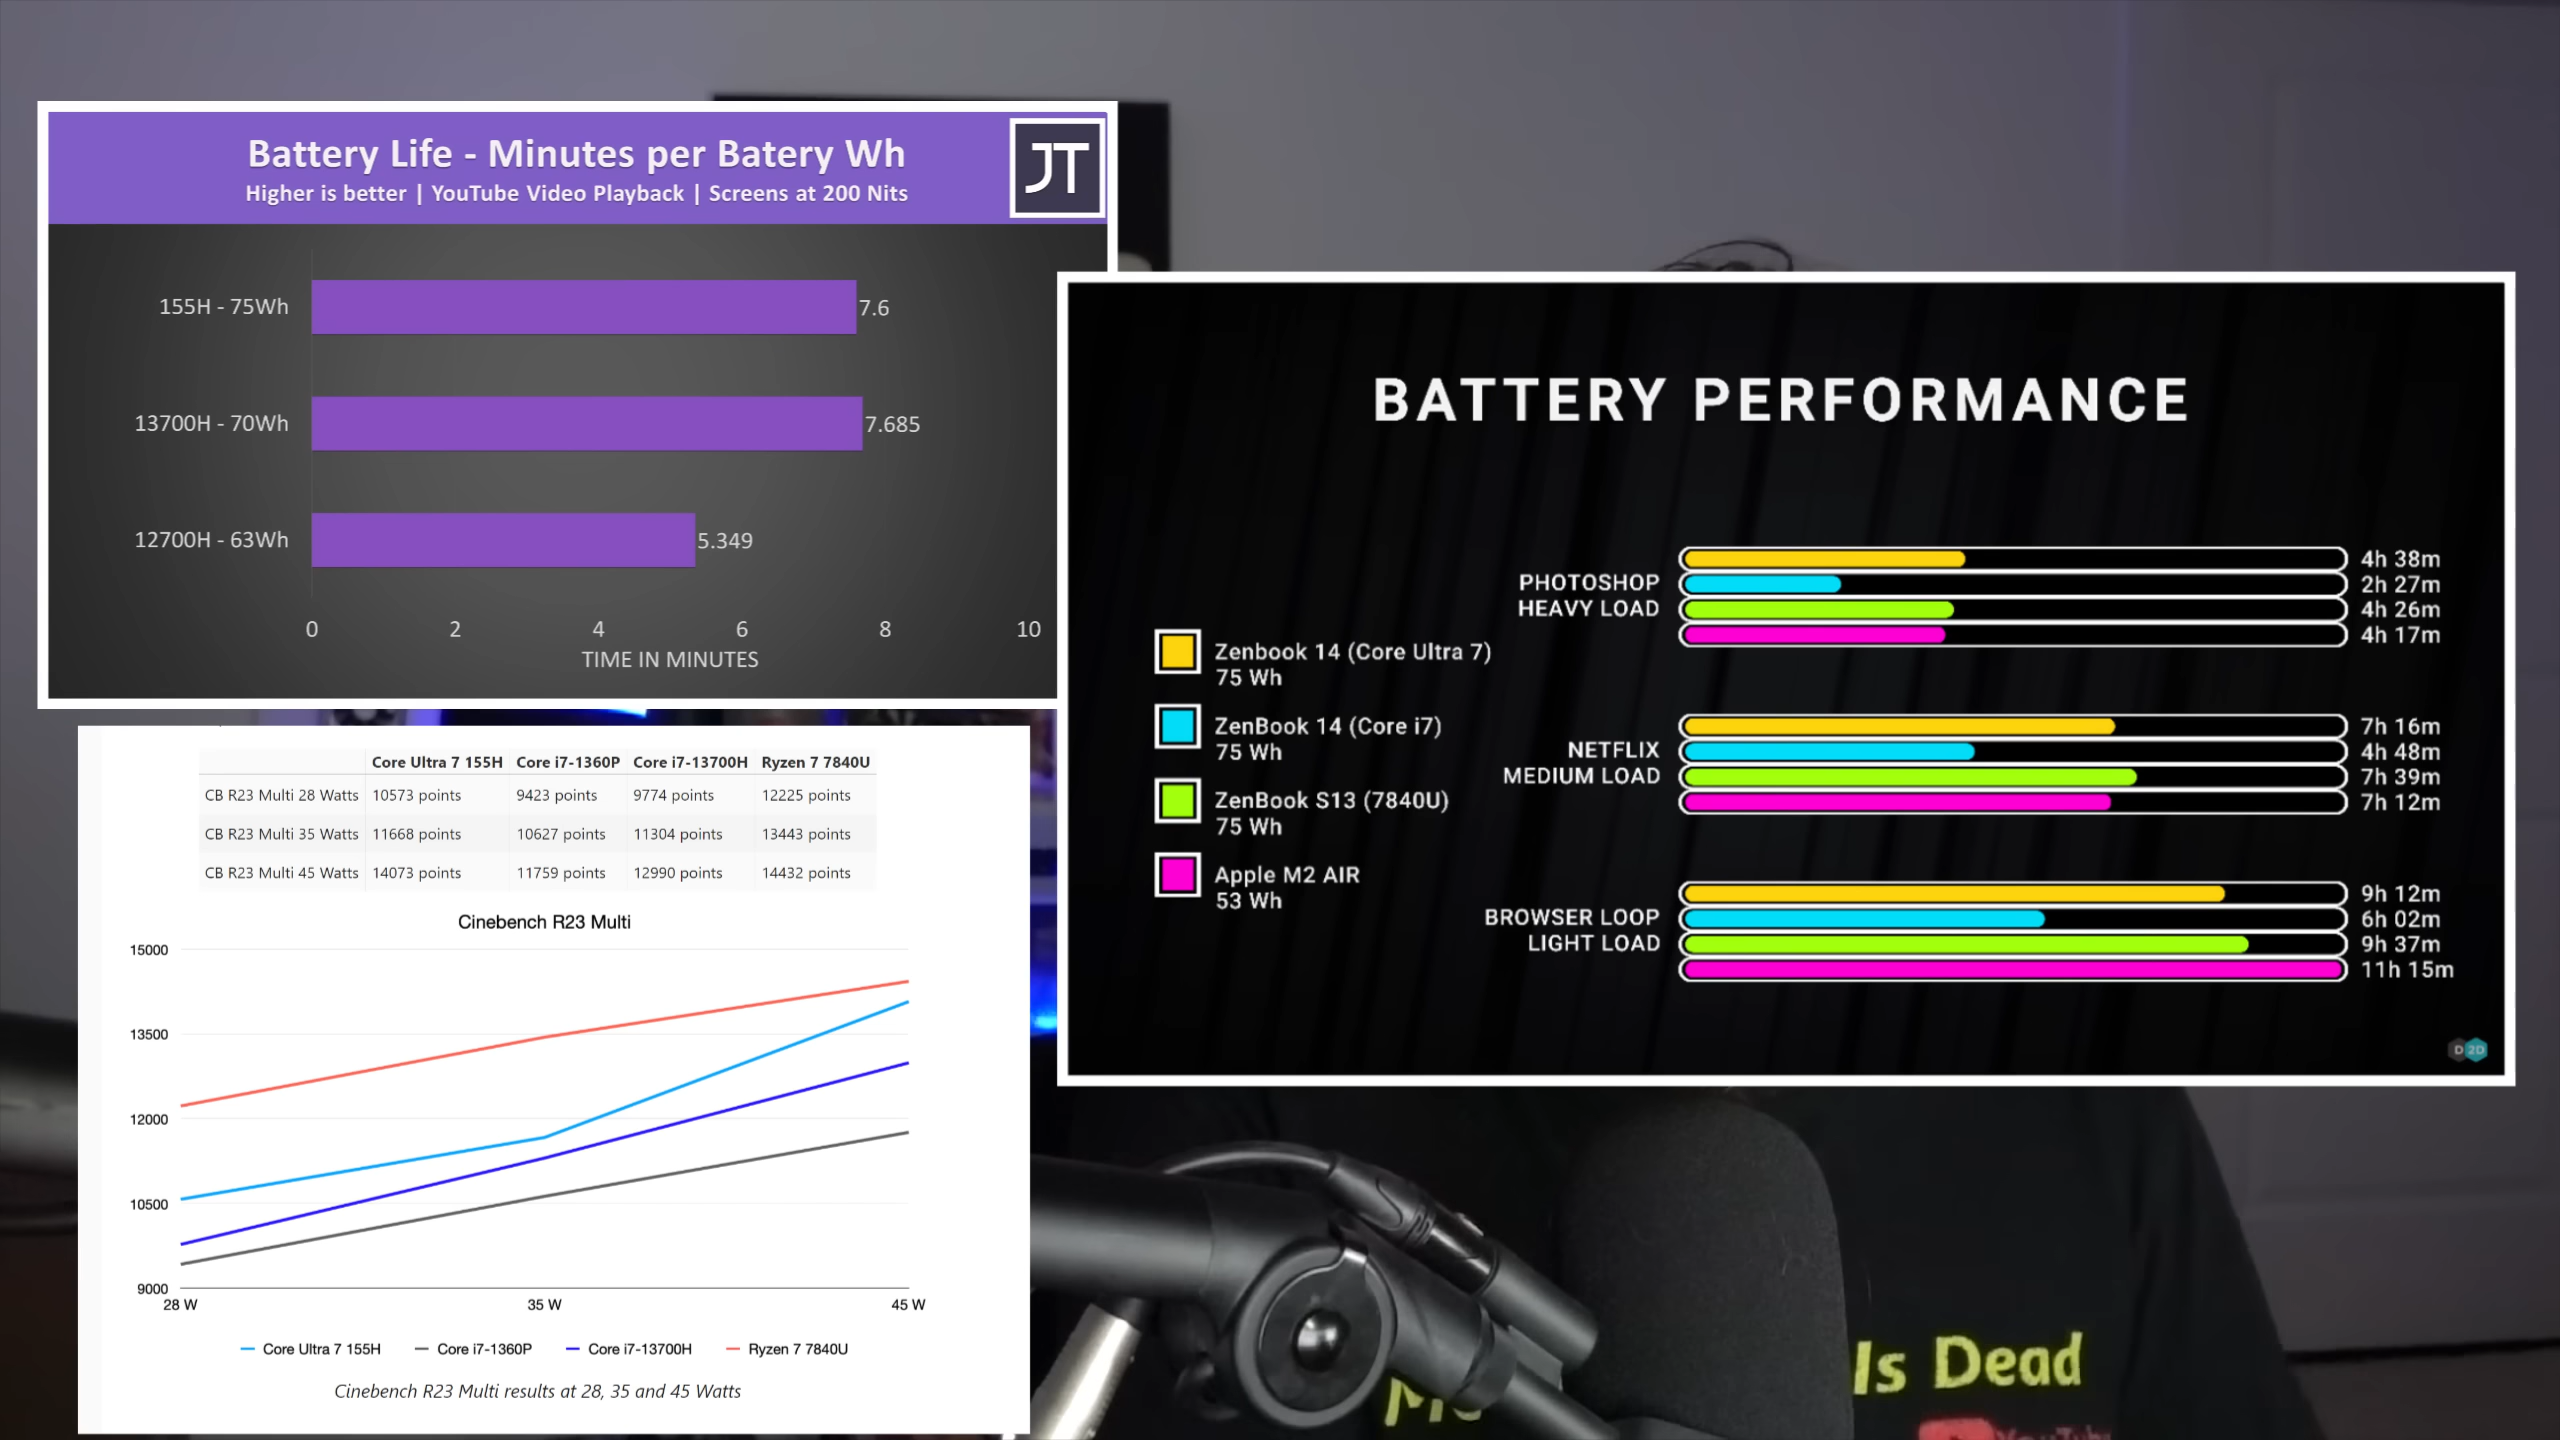 Battery Life - Minutes per Batery Wh
Higher is better | YouTube Video Playback | Screens at 200 Nits
JT
155H - 75Wh
7.6
13700H - 70Wh
7.685
12700H - 63Wh
5.349
0 2 4 6 8 10
TIME IN MINUTES
BATTERY PERFORMANCE
Zenbook 14 (Core Ultra 7)
75 Wh
ZenBook 14 (Core i7)
75 Wh
ZenBook S13 (7840U)
75 Wh
Apple M2 AIR
53 Wh
PHOTOSHOP
HEAVY LOAD
4h 38m
2h 27m
4h 26m
4h 17m
NETFLIX
MEDIUM LOAD
7h 16m
4h 48m
7h 39m
7h 12m
BROWSER LOOP
LIGHT LOAD
9h 12m
6h 02m
9h 37m
11h 15m
D2D
Core Ultra 7 155H Core i7-1360P Core i7-13700H Ryzen 7 7840U
CB R23 Multi 28 Watts 10573 points 9423 points 9774 points 12225 points
CB R23 Multi 35 Watts 11668 points 10627 points 11304 points 13443 points
CB R23 Multi 45 Watts 14073 points 11759 points 12990 points 14432 points
Cinebench R23 Multi
15000
13500
12000
10500
9000
28 W 35 W 45 W
Core Ultra 7 155H Core i7-1360P Core i7-13700H Ryzen 7 7840U
Cinebench R23 Multi results at 28, 35 and 45 Watts
Is Dead
YouTube